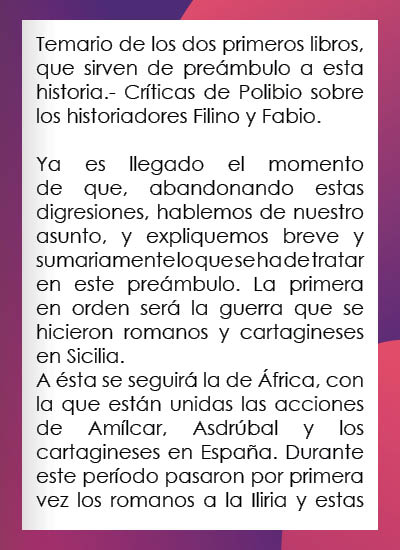 Temario de los dos primeros libros,
que sirven de preámbulo a esta
historia.- Críticas de Polibio sobre
los historiadores Filino y Fabio.

Ya es llegado el momento
de que, abandonando estas
digresiones, hablemos de nuestro
asunto, y expliquemos breve y
sumariamente lo que se ha de tratar
en este preámbulo. La primera
en orden será la guerra que se
hicieron romanos y cartagineses
en Sicilia.
A ésta se seguirá la de África, con
la que están unidas las acciones
de Amílcar, Asdrúbal y los
cartagineses en España. Durante
este período pasaron por primera
vez los romanos a la Iliria y estas